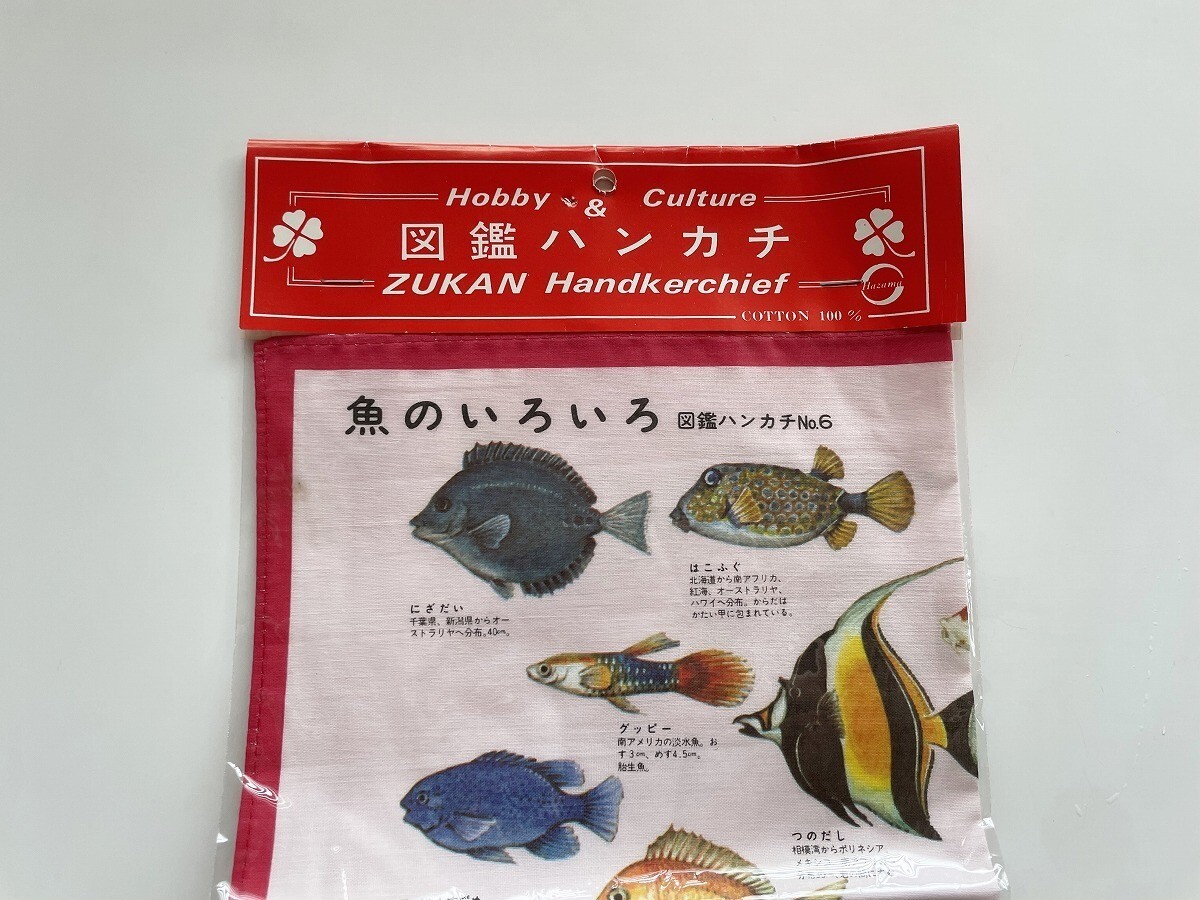 Hobby & Culture
図鑑ハンカチ
ZUKAN Handkerchief
Hazama
COTTON 100 %
魚のいろいろ 図鑑ハンカチNo.6
にざだい
千葉県、新潟県からオー
ストラリヤへ分布。40cm。
はこふぐ
北海道から南アフリカ、
紅海、オーストラリヤ、
ハワイへ分布。からだは
かたい甲に包まれている。
グッピー
南アメリカの淡水魚。お
す3cm、めす4.5cm。
胎生魚。
つのだし
相模湾からポリネシア